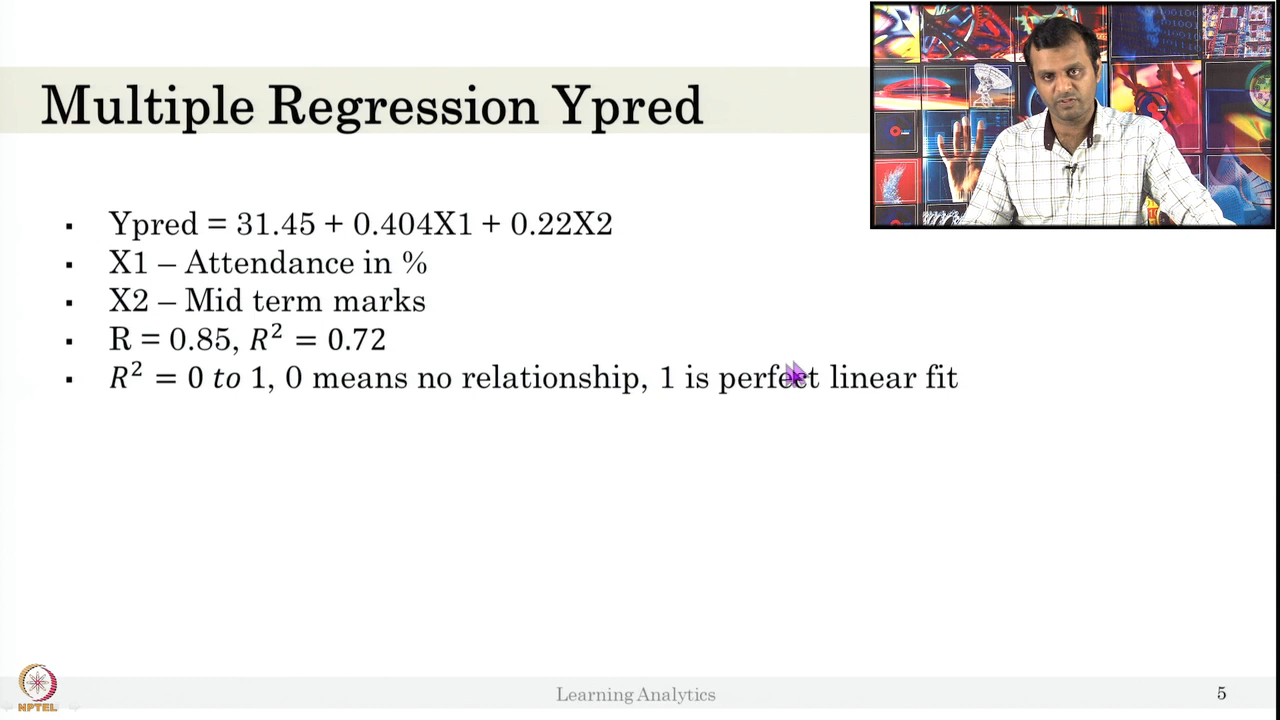 Multiple Regression Ypred
▪ Ypred = 31.45 + 0.404X1 + 0.22X2
▪ X1 – Attendance in %
▪ X2 – Mid term marks
▪ R = 0.85, R² = 0.72
▪ R² = 0 to 1, 0 means no relationship, 1 is perfect linear fit
NPTEL
Learning Analytics
5